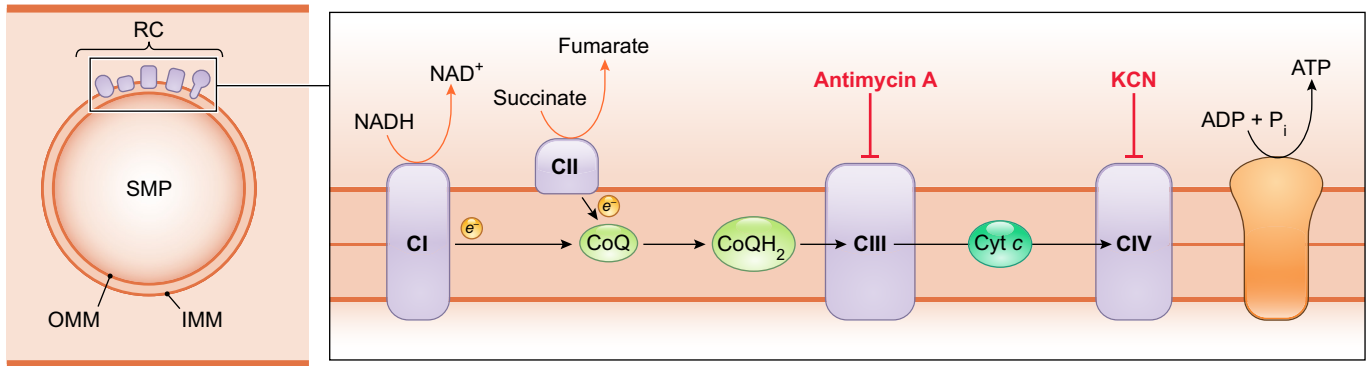 RC
SMP
OMM
IMM
NADH
NAD⁺
Succinate
Fumarate
Antimycin A
KCN
ADP + Pᵢ
ATP
CI
e⁻
CII
e⁻
CoQ
CoQH₂
CIII
Cyt c
CIV